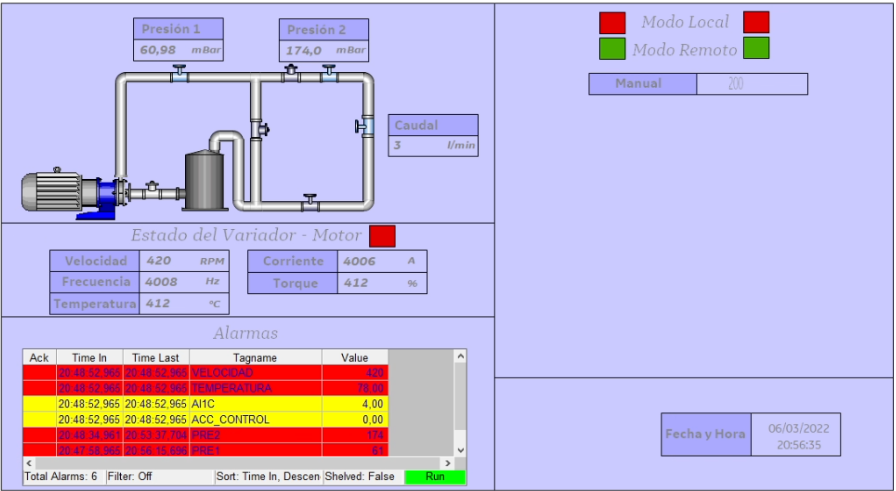 Presión 1
60,98 mBar
Presión 2
174,0 mBar
Caudal
3 l/min
Modo Local
Modo Remoto
Manual 200
Estado del Variador - Motor
Velocidad 420 RPM
Frecuencia 4008 Hz
Temperatura 412 °C
Corriente 4006 A
Torque 412 %
Alarmas
Ack Time In Time Last Tagname Value
20:48:52,965 20:48:52,965 VELOCIDAD 420
20:48:52,965 20:48:52,965 TEMPERATURA 78,00
20:48:52,965 20:48:52,965 AI1C 4,00
20:48:52,965 20:48:52,965 ACC_CONTROL 0,00
20:48:34,961 20:53:37,704 PRE2 174
20:47:59,965 20:56:15,696 PRE1 61
Total Alarms: 6 Filter: Off Sort: Time In, Descen Shelved: False Run
Fecha y Hora
06/03/2022
20:56:35